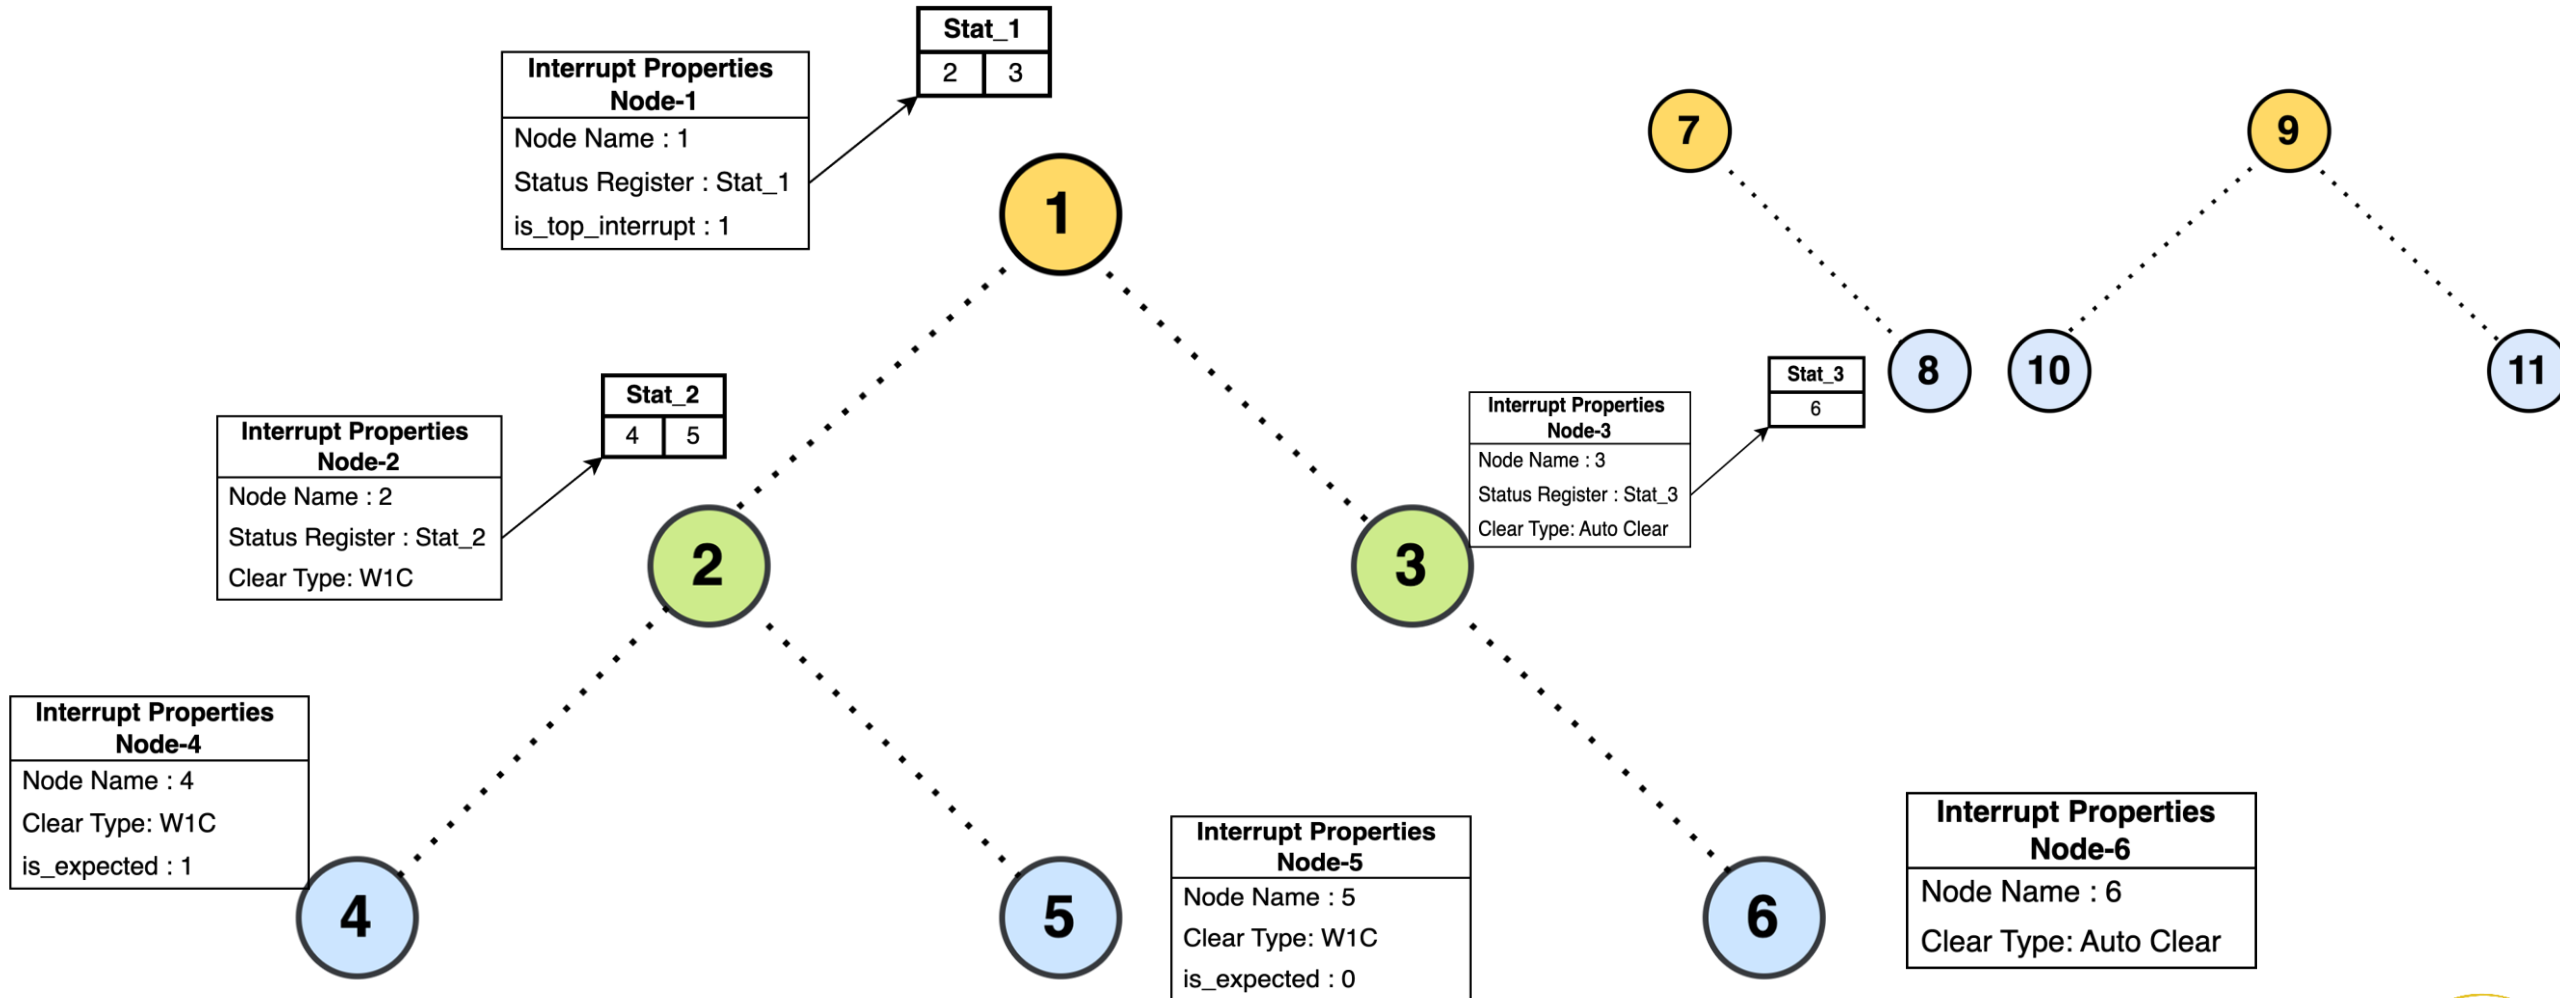 Stat_1
2 3
Interrupt Properties
Node-1
Node Name : 1
Status Register : Stat_1
is_top_interrupt : 1
1
7
9
8
10
11
Stat_2
4 5
Interrupt Properties
Node-2
Node Name : 2
Status Register : Stat_2
Clear Type: W1C
2
Stat_3
6
Interrupt Properties
Node-3
Node Name : 3
Status Register : Stat_3
Clear Type: Auto Clear
3
Interrupt Properties
Node-4
Node Name : 4
Clear Type: W1C
is_expected : 1
4
5
Interrupt Properties
Node-5
Node Name : 5
Clear Type: W1C
is_expected : 0
6
Interrupt Properties
Node-6
Node Name : 6
Clear Type: Auto Clear